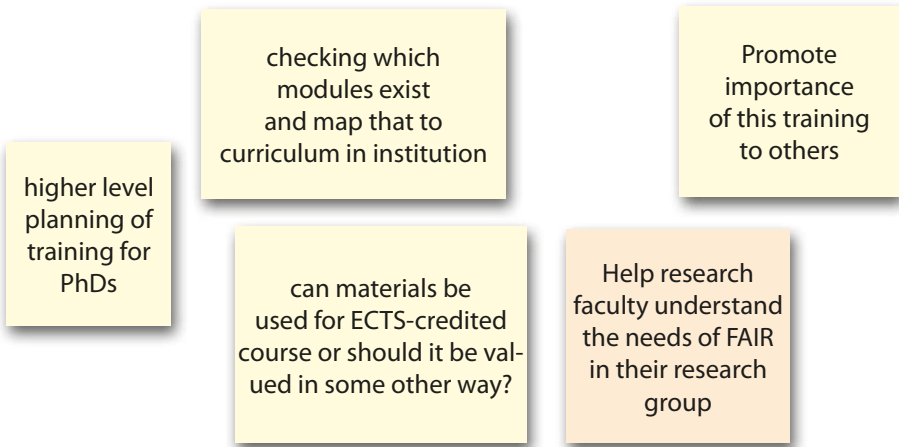 checking which
modules exist
and map that to
curriculum in institution
Promote
importance
of this training
to others
higher level
planning of
training for
PhDs
can materials be
used for ECTS-credited
course or should it be val-
ued in some other way?
Help research
faculty understand
the needs of FAIR
in their research
group